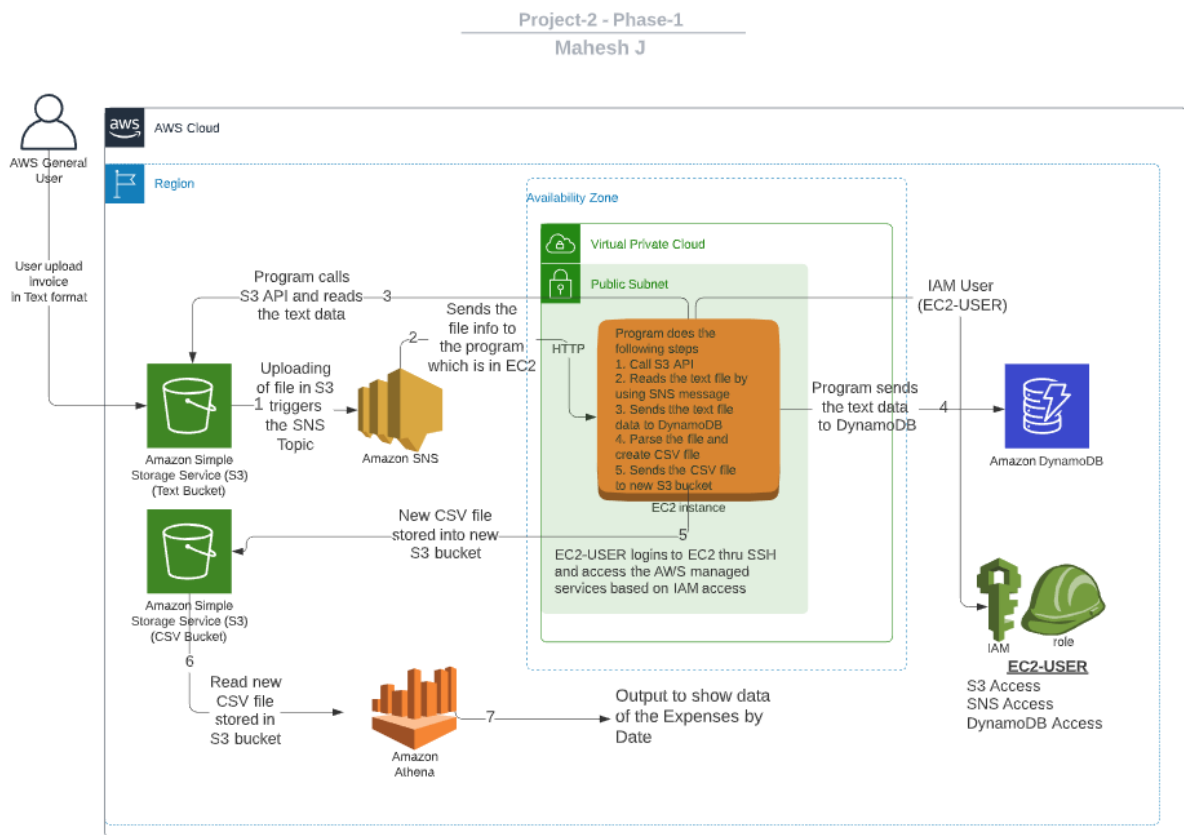 Project-2 - Phase-1
Mahesh J
aws
AWS Cloud
AWS General
User
Region
Availability Zone
Virtual Private Cloud
Public Subnet
User upload
invoice
in Text format
Program calls
S3 API and reads
the text data
3
Sends the
file info to
the program
which is in EC2
2
HTTP
IAM User
(EC2-USER)
Program does the
following steps
1. Call S3 API
2. Reads the text file by
using SNS message
3. Sends the text file
data to DynamoDB
4. Parse the file and
create CSV file
5. Sends the CSV file
to new S3 bucket
EC2 instance
Uploading
of file in S3
triggers
the SNS
Topic
1
Amazon SNS
Program sends
the text data
to DynamoDB
4
Amazon DynamoDB
Amazon Simple
Storage Service (S3)
(Text Bucket)
New CSV file
stored into new
S3 bucket
5
EC2-USER logins to EC2 thru SSH
and access the AWS managed
services based on IAM access
Amazon Simple
Storage Service (S3)
(CSV Bucket)
IAM
role
EC2-USER
S3 Access
SNS Access
DynamoDB Access
6
Read new
CSV file
stored in
S3 bucket
Amazon
Athena
7
Output to show data
of the Expenses by
Date